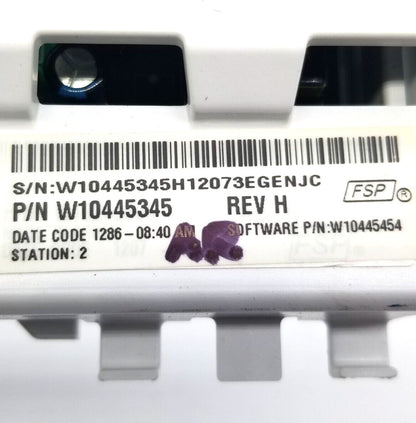 S/N:W10445345H12073EGENJC
FSP ®
P/N W10445345 REV H
DATE CODE 1286-08:40 AM SOFTWARE P/N:W10445454
STATION: 2